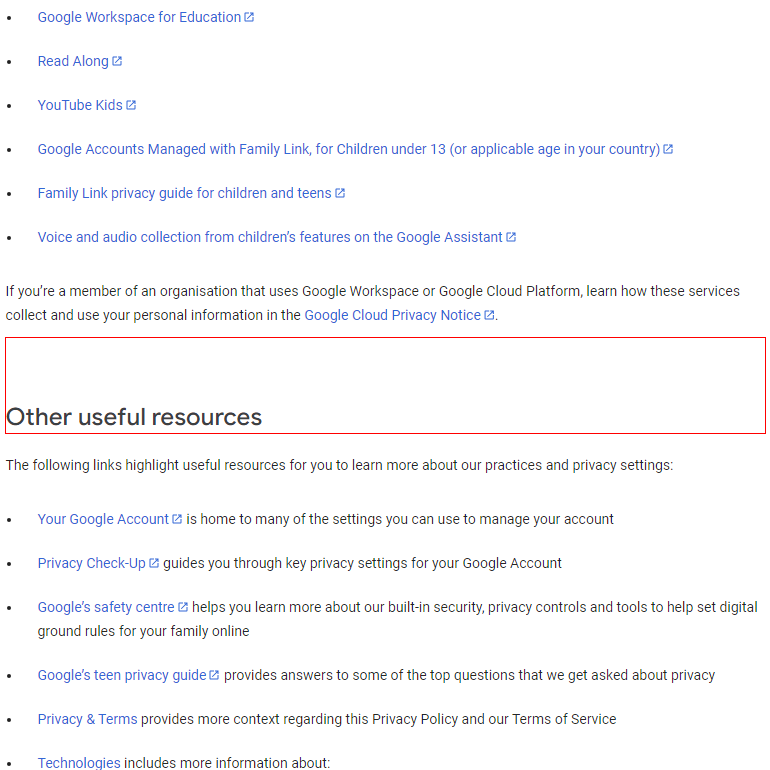 Google Workspace for Education
Read Along
YouTube Kids
Google Accounts Managed with Family Link, for Children under 13 (or applicable age in your country)
Family Link privacy guide for children and teens
Voice and audio collection from children’s features on the Google Assistant
If you’re a member of an organisation that uses Google Workspace or Google Cloud Platform, learn how these services
collect and use your personal information in the Google Cloud Privacy Notice.
Other useful resources
The following links highlight useful resources for you to learn more about our practices and privacy settings:
Your Google Account is home to many of the settings you can use to manage your account
Privacy Check-Up guides you through key privacy settings for your Google Account
Google’s safety centre helps you learn more about our built-in security, privacy controls and tools to help set digital
ground rules for your family online
Google’s teen privacy guide provides answers to some of the top questions that we get asked about privacy
Privacy & Terms provides more context regarding this Privacy Policy and our Terms of Service
Technologies includes more information about: